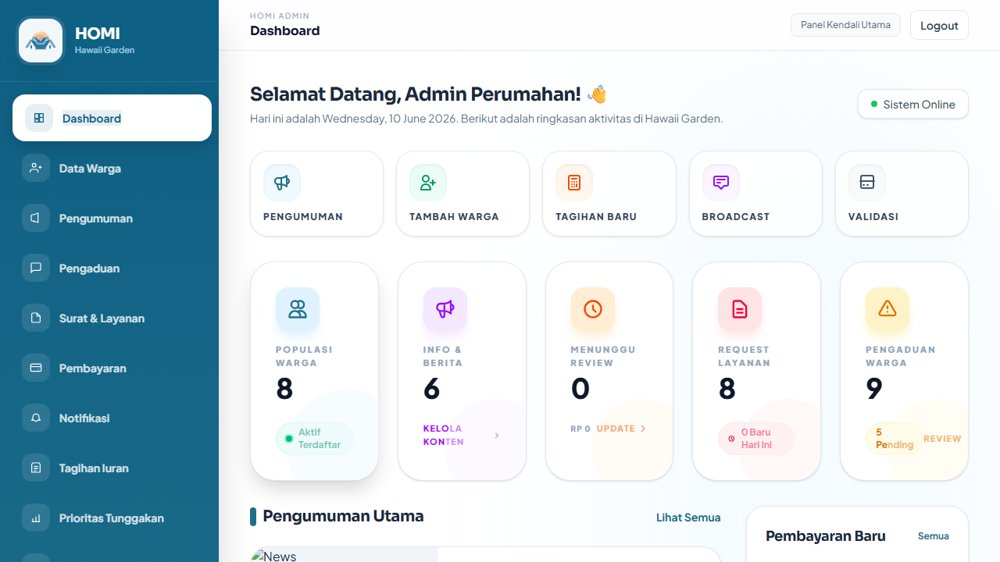 HOMI
Hawaii Garden
Dashboard
Data Warga
Pengumuman
Pengaduan
Surat & Layanan
Pembayaran
Notifikasi
Tagihan Iuran
Prioritas Tunggakan
HOMI ADMIN
Dashboard
Panel Kendali Utama
Logout
Selamat Datang, Admin Perumahan! 👋
Hari ini adalah Wednesday, 10 June 2026. Berikut adalah ringkasan aktivitas di Hawaii Garden.
Sistem Online
PENGUMUMAN
TAMBAH WARGA
TAGIHAN BARU
BROADCAST
VALIDASI
POPULASI
WARGA
8
Aktif
Terdaftar
INFO &
BERITA
6
KELOLA
KONTEN
MENUNGGU
REVIEW
0
RP 0 UPDATE
REQUEST
LAYANAN
8
0 Baru
Hari Ini
PENGADUAN
WARGA
9
5
Pending
REVIEW
Pengumuman Utama
Lihat Semua
News
Pembayaran Baru
Semua